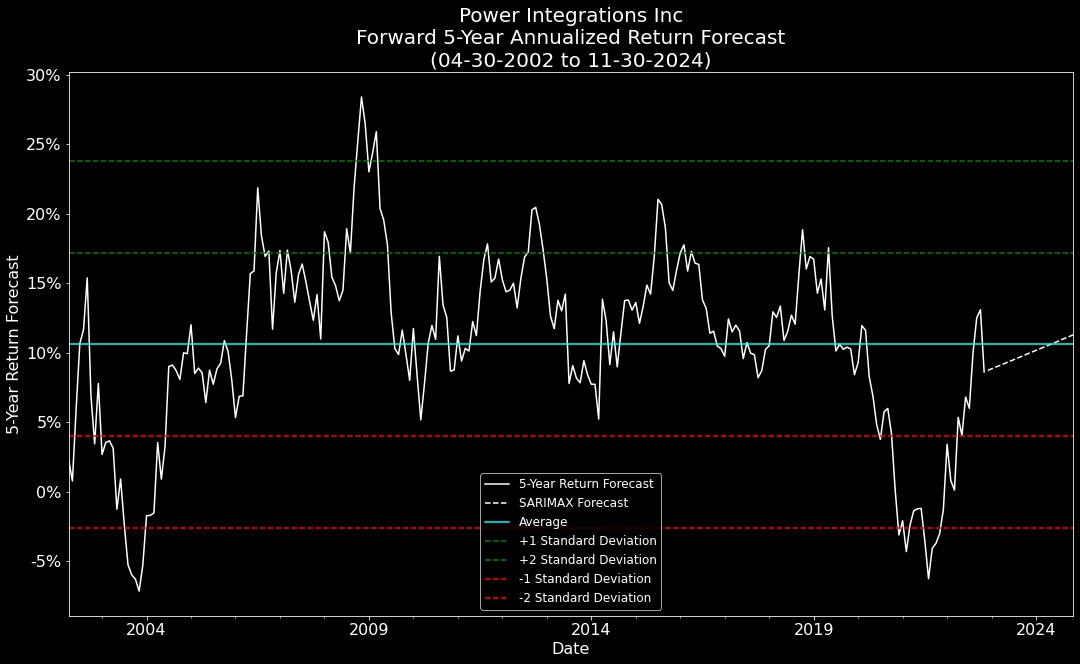 Power Integrations Inc
Forward 5-Year Annualized Return Forecast
(04-30-2002 to 11-30-2024)
30%
25%
20%
15%
10%
5%
0%
-5%
5-Year Return Forecast
5-Year Return Forecast
SARIMAX Forecast
Average
+1 Standard Deviation
+2 Standard Deviation
-1 Standard Deviation
-2 Standard Deviation
2004
2009
2014
2019
2024
Date